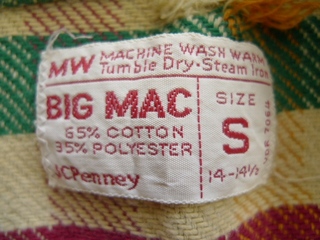 MW MACHINE WASH WARM
Tumble Dry·Steam Iron
BIG MAC
65% COTTON
35% POLYESTER
JCPenney
SIZE
S
14-14½